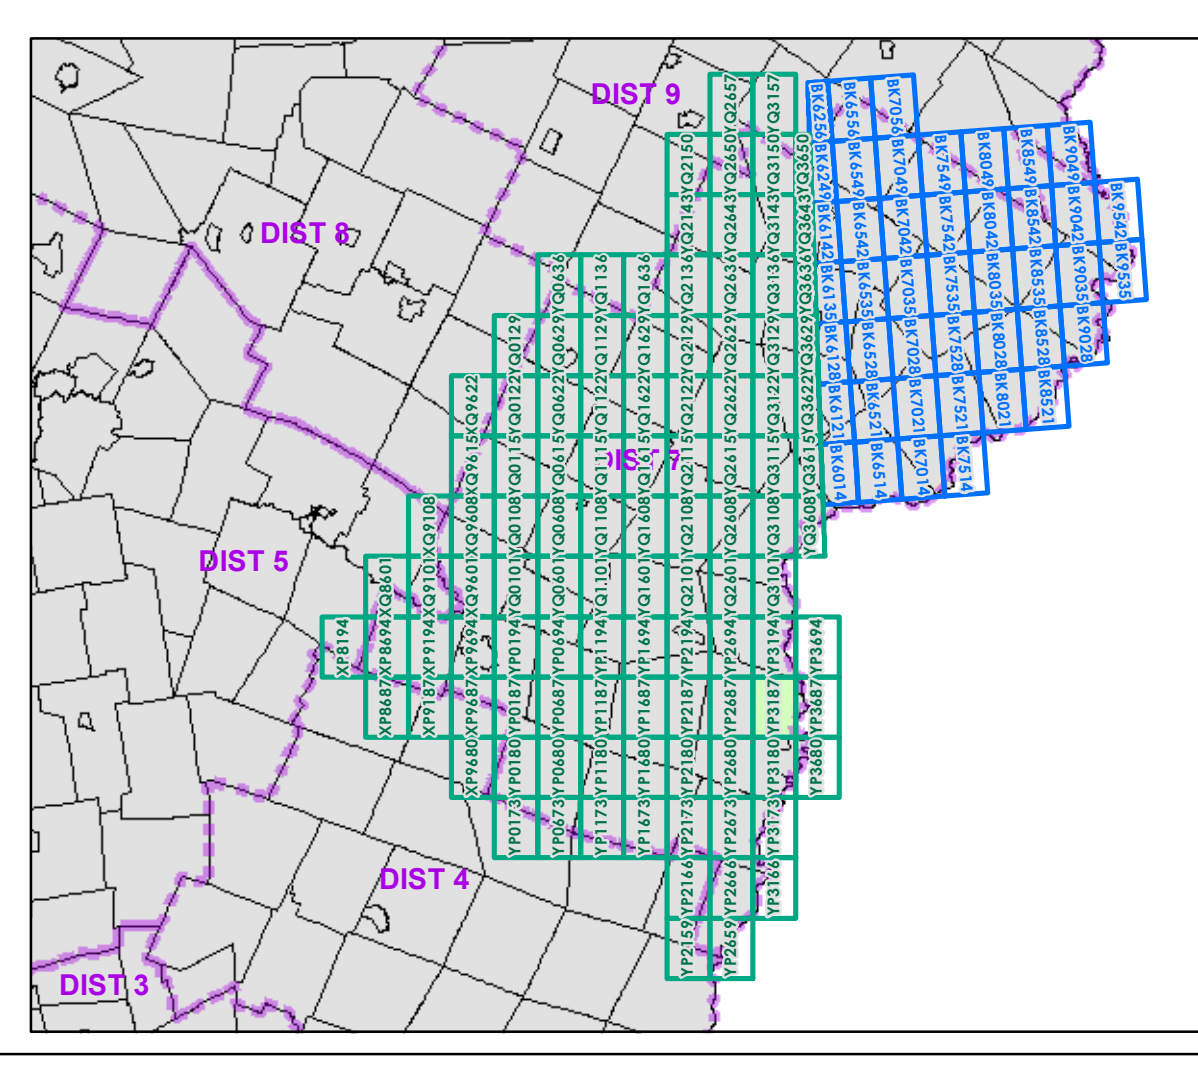 DIST 9
DIST 8
DIST 7
DIST 5
DIST 4
DIST 3
YQ2657 YQ3157
YQ2150 YQ2650 YQ3150 YQ3650
YQ2143 YQ2643 YQ3143 YQ3643
YQ0636 YQ1136 YQ1636 YQ2136 YQ2636 YQ3136 YQ3636
YQ0129 YQ0629 YQ1129 YQ1629 YQ2129 YQ2629 YQ3129 YQ3629
XQ9622 YQ0122 YQ0622 YQ1122 YQ1622 YQ2122 YQ2622 YQ3122 YQ3622
XQ9615 YQ0115 YQ0615 YQ1115 YQ1615 YQ2115 YQ2615 YQ3115 YQ3615
XQ9108 XQ9608 YQ0108 YQ0608 YQ1108 YQ1608 YQ2108 YQ2608 YQ3108 YQ3608
XQ8601 XQ9101 XQ9601 YQ0101 YQ0601 YQ1101 YQ1601 YQ2101 YQ2601 YQ3101
XP8194 XP8694 XP9194 XP9694 YP0194 YP0694 YP1194 YP1694 YP2194 YP2694 YP3194 YP3694
XP8687 XP9187 XP9687 YP0187 YP0687 YP1187 YP1687 YP2187 YP2687 YP3187 YP3687
XP9680 YP0180 YP0680 YP1180 YP1680 YP2180 YP2680 YP3180 YP3680
YP0173 YP0673 YP1173 YP1673 YP2173 YP2673 YP3173
YP2166 YP2666 YP3166
YP2159 YP2659
BK6256 BK6556 BK7056
BK6249 BK6549 BK7049 BK7549 BK8049 BK8549 BK9049
BK6142 BK6542 BK7042 BK7542 BK8042 BK8542 BK9042 BK9542
BK6135 BK6535 BK7035 BK7535 BK8035 BK8535 BK9035 BK9535
BK6128 BK6528 BK7028 BK7528 BK8028 BK8528 BK9028
BK6121 BK6521 BK7021 BK7521 BK8021 BK8521
BK6014 BK6514 BK7014 BK7514